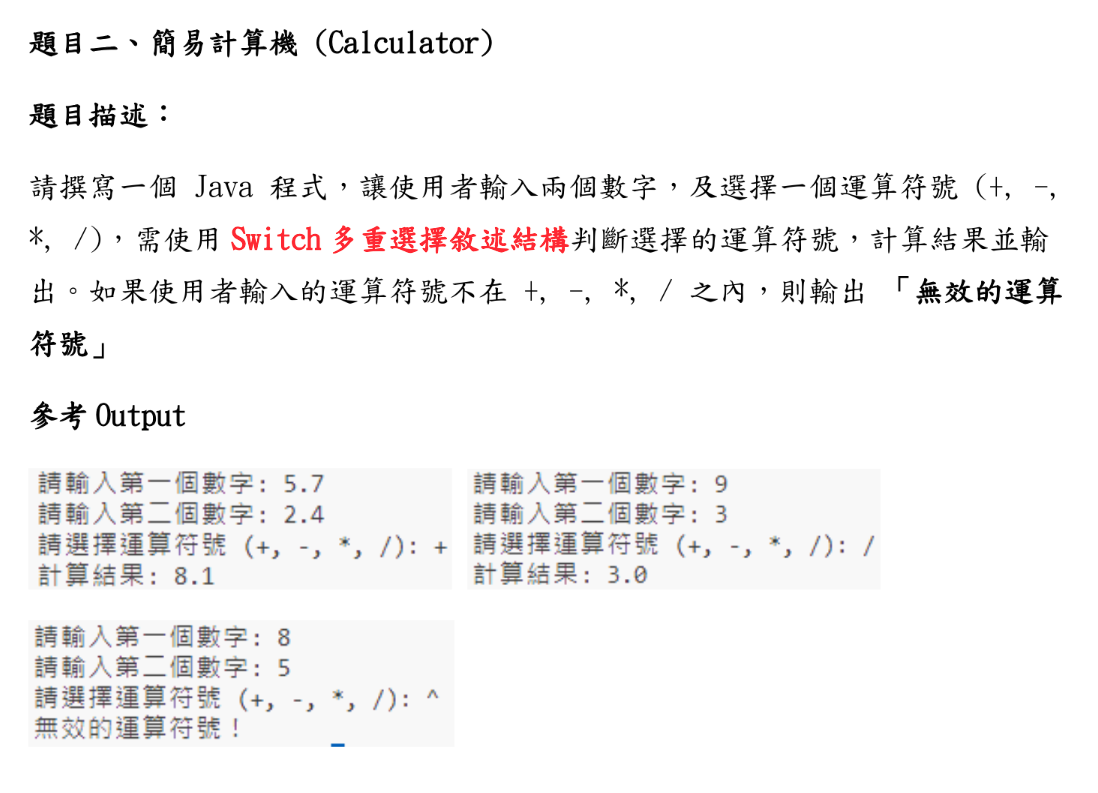 題目二、簡易計算機 (Calculator)
題目描述：
請撰寫一個 Java 程式，讓使用者輸入兩個數字，及選擇一個運算符號 (+, -,
*, /)，需使用 Switch 多重選擇敘述結構判斷選擇的運算符號，計算結果並輸
出。如果使用者輸入的運算符號不在 +, -, *, / 之內，則輸出 「無效的運算
符號」
參考 Output
請輸入第一個數字: 5.7
請輸入第二個數字: 2.4
請選擇運算符號 (+, -, *, /): +
計算結果: 8.1
請輸入第一個數字: 9
請輸入第二個數字: 3
請選擇運算符號 (+, -, *, /): /
計算結果: 3.0
請輸入第一個數字: 8
請輸入第二個數字: 5
請選擇運算符號 (+, -, *, /): ^
無效的運算符號！